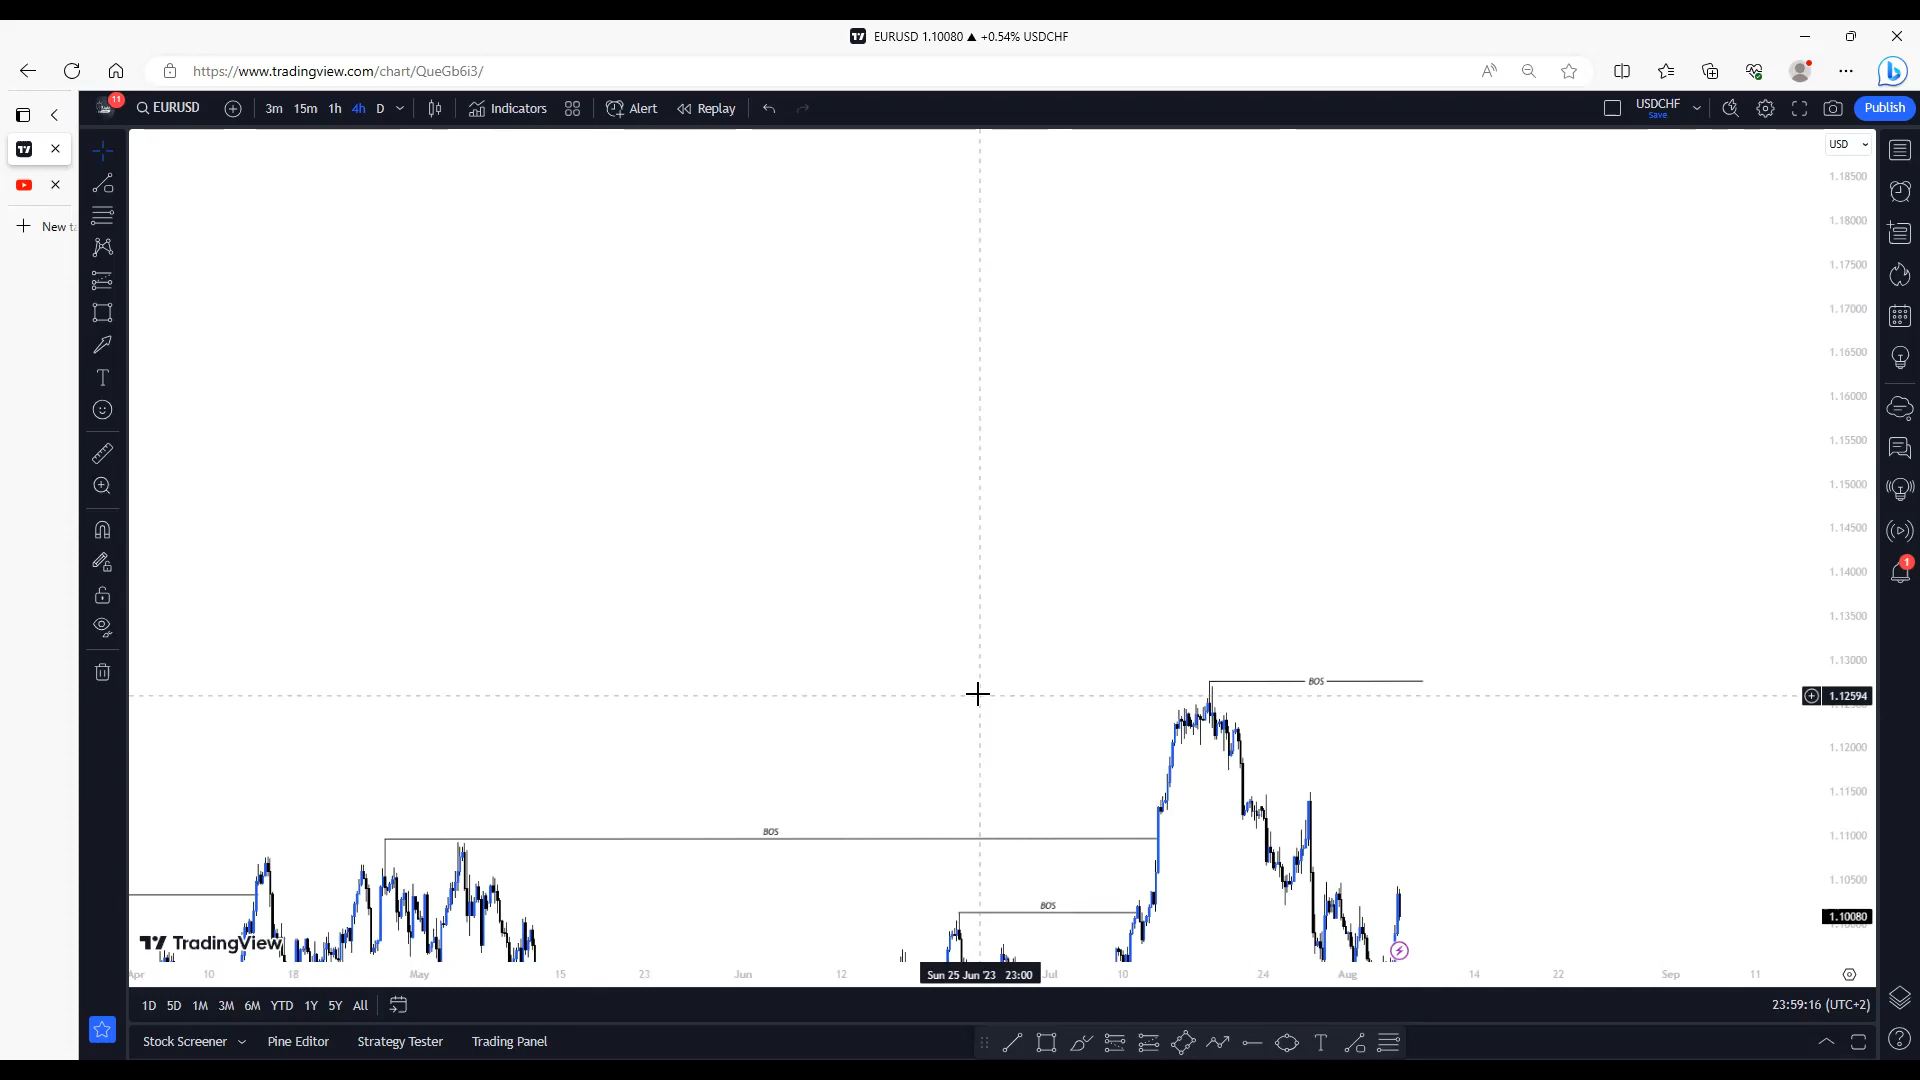 EURUSD 1.10080 ▲ +0.54% USDCHF
https://www.tradingview.com/chart/QueGb6i3/
11
EURUSD 3m 15m 1h 4h D Indicators Alert Replay USDCHF Save Publish
USD
New ta
1.18500
1.18000
1.17500
1.17000
1.16500
1.16000
1.15500
1.15000
1.14500
1.14000
1
1.13500
1.13000
BOS
1.12594
1.12000
1.11500
BOS
1.11000
1.10500
BOS
1.10080
TradingView
Apr 10 18 May 15 23 Jun 12 Sun 25 Jun '23 23:00 Jul 10 24 Aug 14 22 Sep 11
1D 5D 1M 3M 6M YTD 1Y 5Y All 23:59:16 (UTC+2)
Stock Screener Pine Editor Strategy Tester Trading Panel